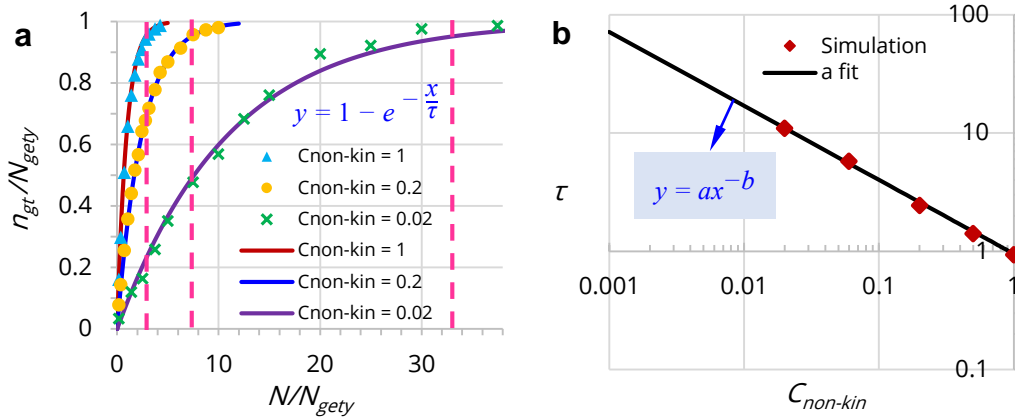 a
1
0.8
0.6
0.4
0.2
0
n_gt/N_gety
y = 1 − e^{−x/τ}
Cnon-kin = 1
Cnon-kin = 0.2
Cnon-kin = 0.02
Cnon-kin = 1
Cnon-kin = 0.2
Cnon-kin = 0.02
0 10 20 30
N/N_gety
b
100
Simulation
a fit
10
τ
y = ax^{−b}
1
0.001 0.01 0.1 1
0.1
C_non-kin